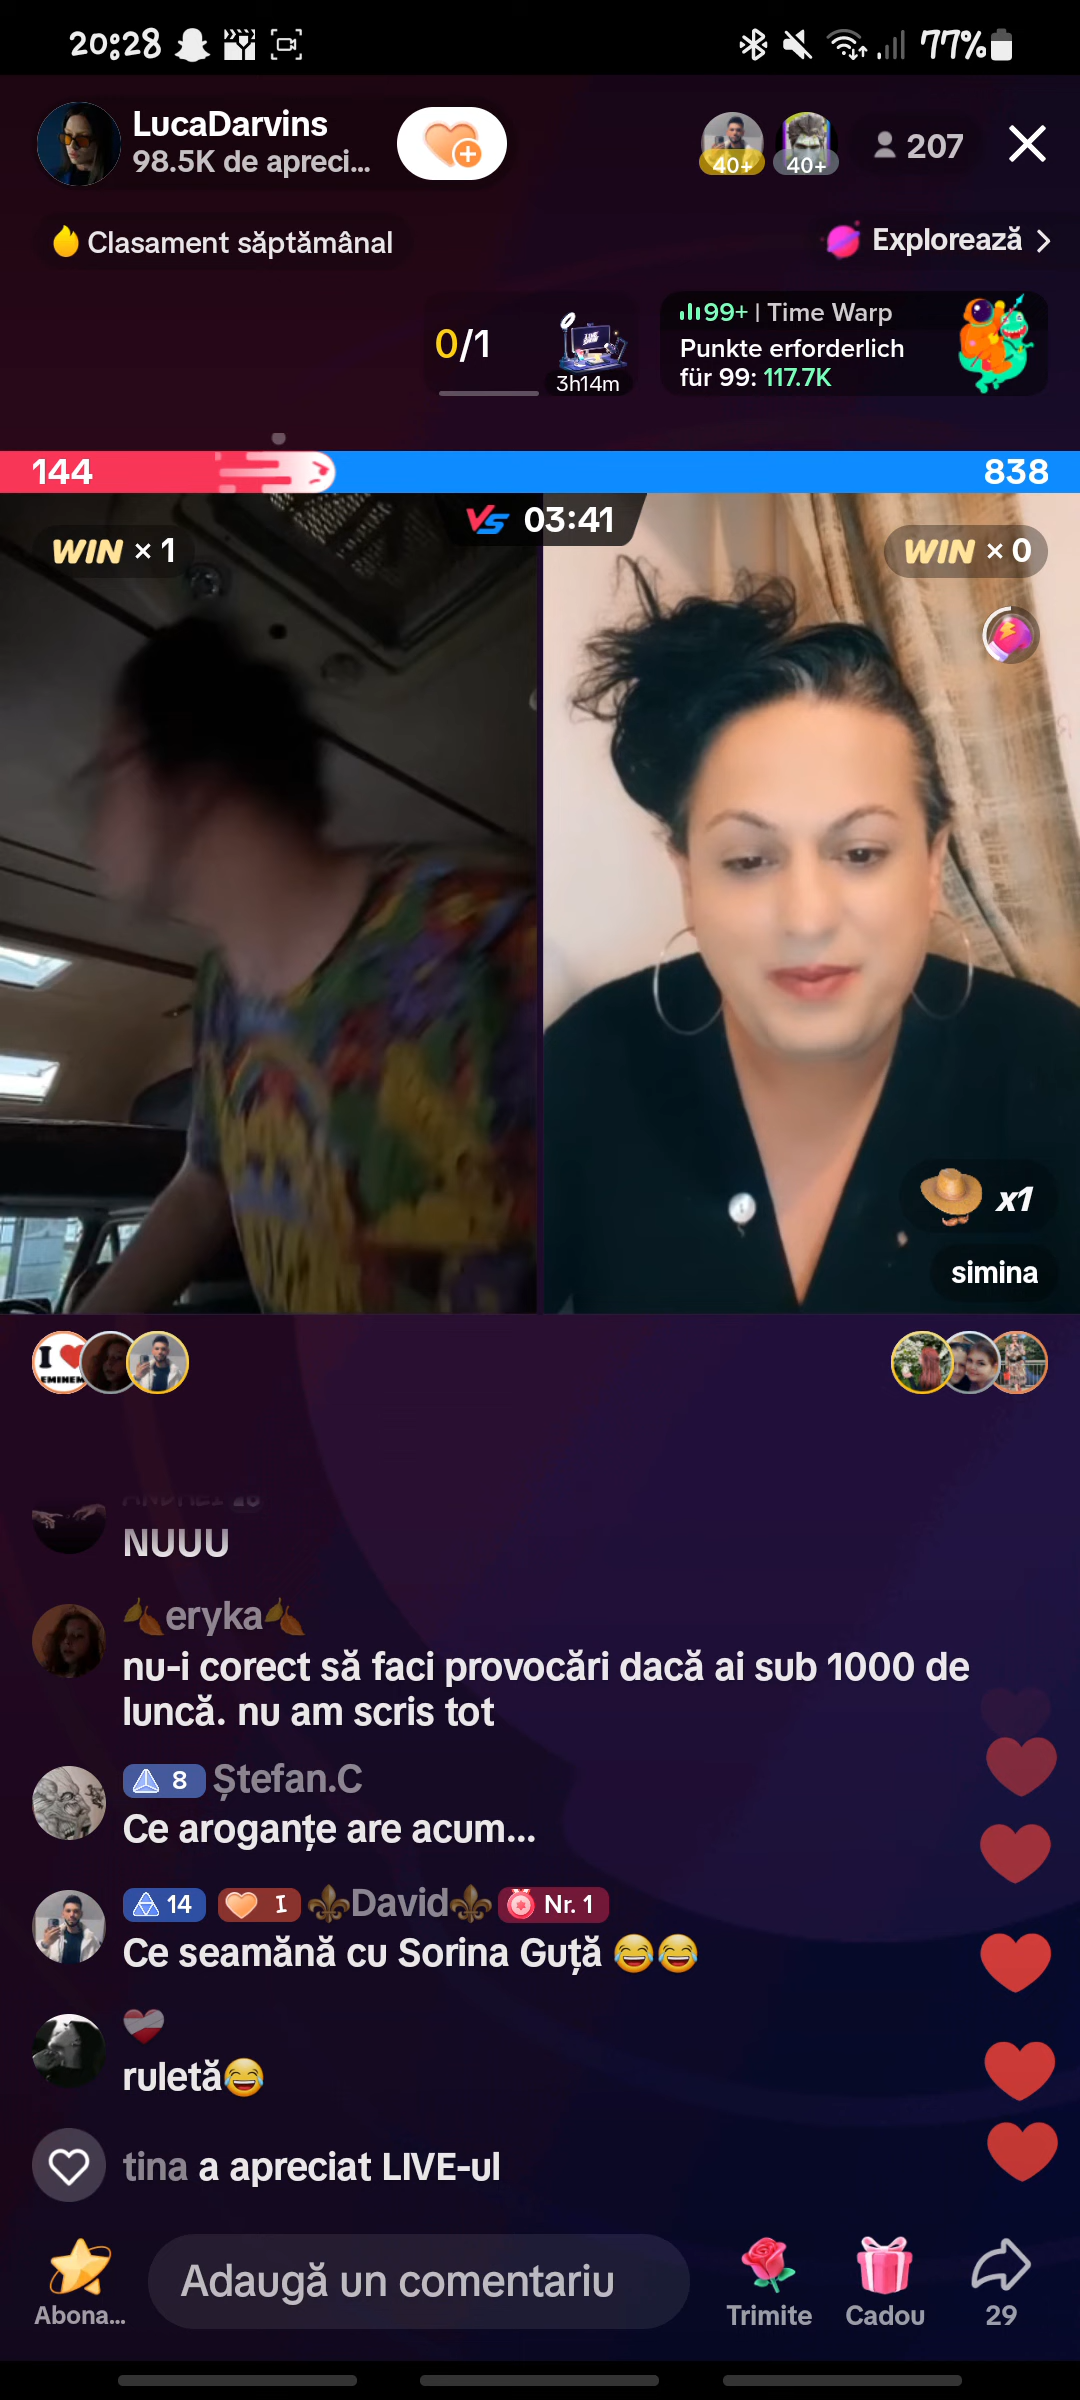 20:28
77%
LucaDarvins
98.5K de apreci...
40+
40+
207
Clasament săptămânal
Explorează
0/1
3h14m
99+ | Time Warp
Punkte erforderlich
für 99: 117.7K
144
838
VS 03:41
WIN × 1
WIN × 0
x1
simina
I ❤
EMINEM
NUUU
🍂eryka🍂
nu-i corect să faci provocări dacă ai sub 1000 de
luncă. nu am scris tot
8 Ștefan.C
Ce aroganțe are acum...
14 I ⚜David⚜ Nr. 1
Ce seamănă cu Sorina Guță 😂😂
ruletă😂
tina a apreciat LIVE-ul
Abona...
Adaugă un comentariu
Trimite
Cadou
29